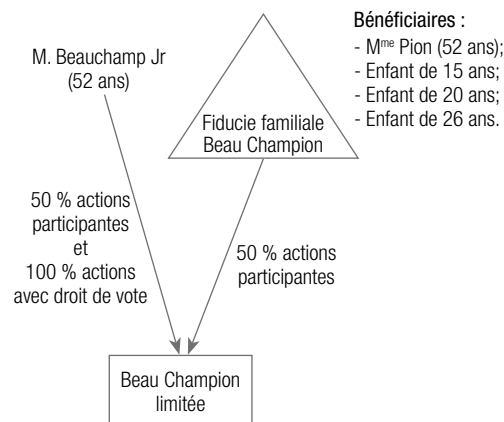 Bénéficiaires :
- Mme Pion (52 ans);
- Enfant de 15 ans;
- Enfant de 20 ans;
- Enfant de 26 ans.
M. Beauchamp Jr
(52 ans)
Fiducie familiale
Beau Champion
50 % actions
participantes
et
100 % actions
avec droit de vote
50 % actions
participantes
Beau Champion
limitée